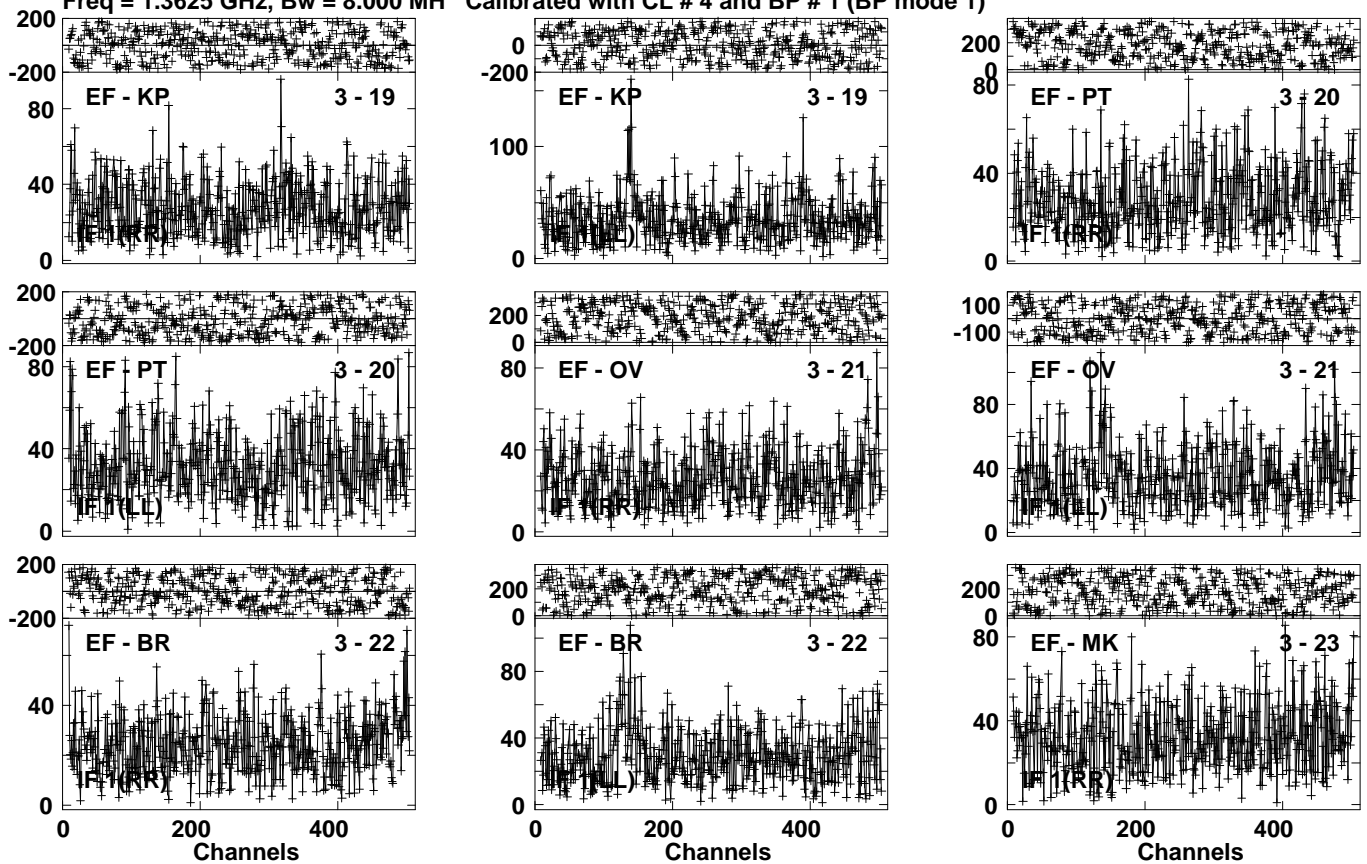 Freq = 1.3625 GHz, Bw = 8.000 MH Calibrated with CL # 4 and BP # 1 (BP mode 1)
200
-200
EF - KP 3 - 19
80
40
0
IF 1(RR)
0
-200
EF - KP 3 - 19
100
0
IF 1(LL)
200
0
EF - PT 3 - 20
80
40
0
IF 1(RR)
200
-200
EF - PT 3 - 20
80
40
0
IF 1(LL)
200
0
EF - OV 3 - 21
80
40
0
IF 1(RR)
100
-100
EF - OV 3 - 21
80
40
0
IF 1(LL)
200
-200
EF - BR 3 - 22
40
0
IF 1(RR)
0 200 400
Channels
200
0
EF - BR 3 - 22
80
40
0
IF 1(LL)
0 200 400
Channels
200
0
EF - MK 3 - 23
80
40
0
IF 1(RR)
0 200 400
Channels